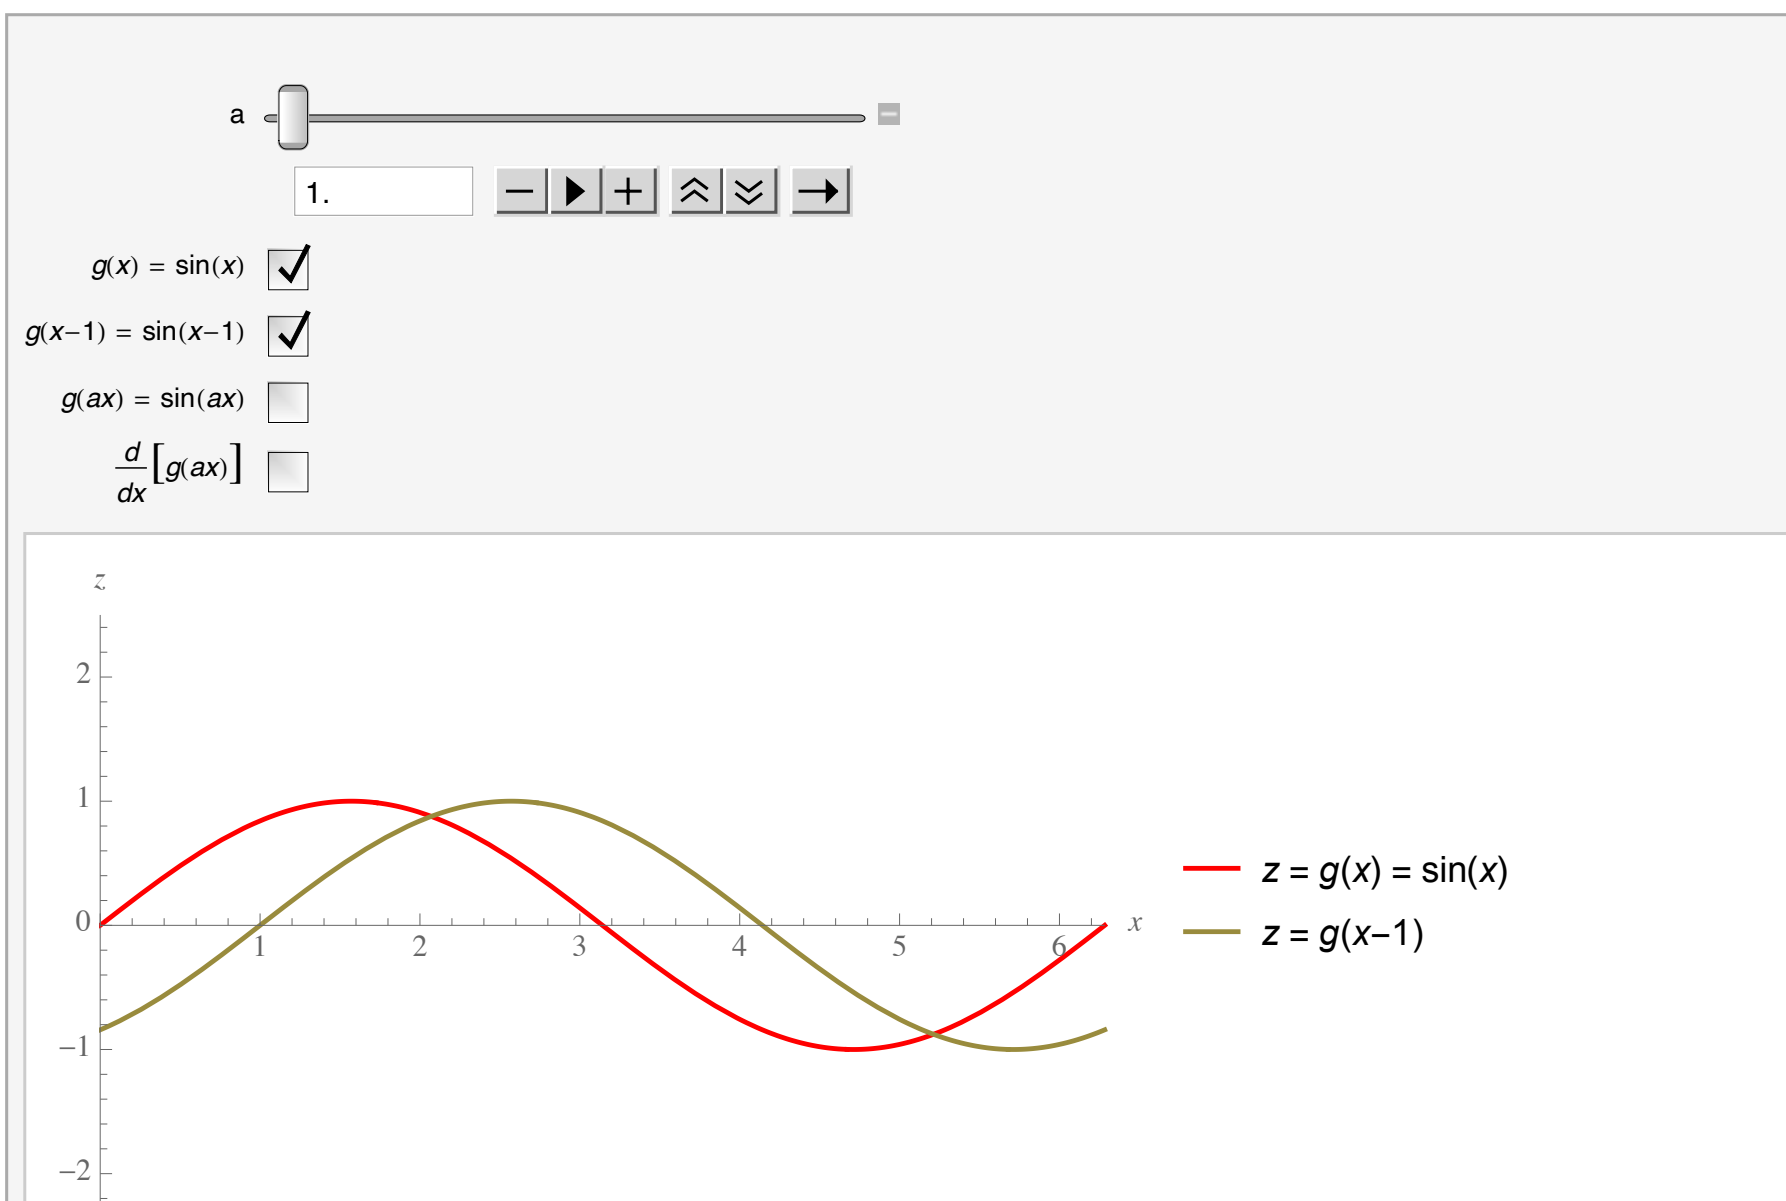 a
1.
g(x) = sin(x)
g(x−1) = sin(x−1)
g(ax) = sin(ax)
d/dx[g(ax)]
z
2
1
0
1 2 3 4 5 6 x
−1
−2
z = g(x) = sin(x)
z = g(x−1)